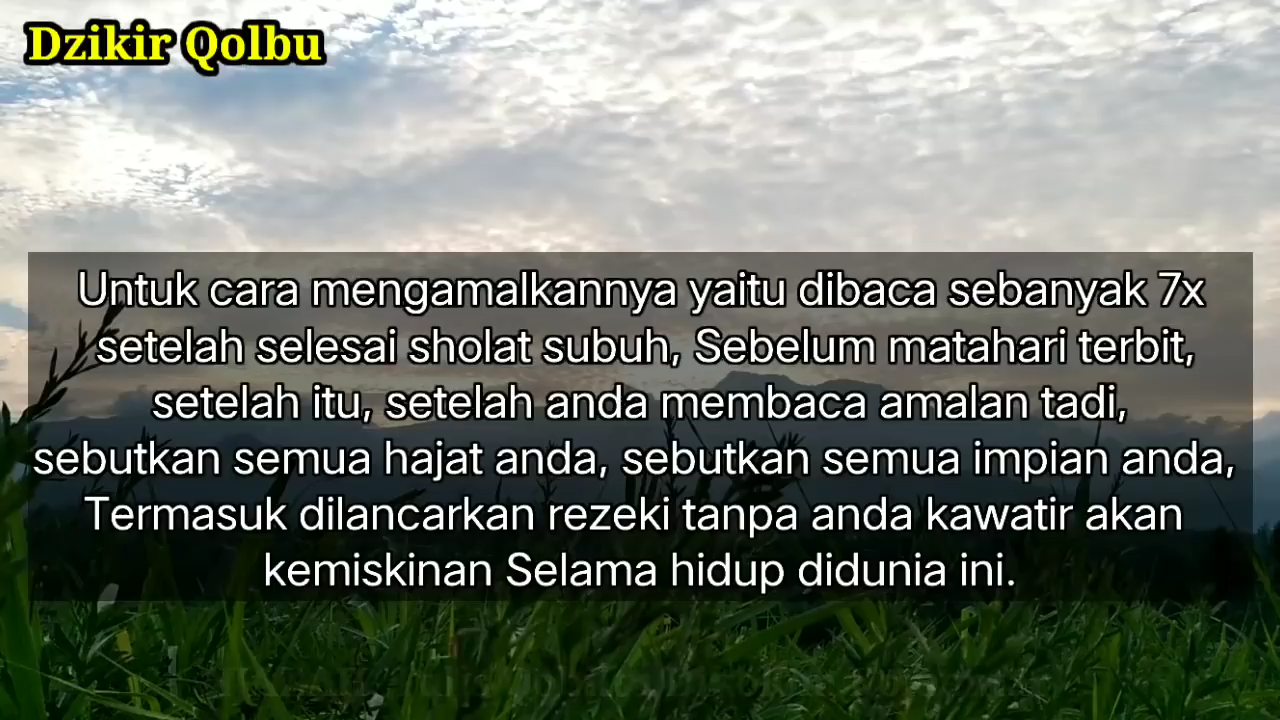 Dzikir Qolbu
Untuk cara mengamalkannya yaitu dibaca sebanyak 7x
setelah selesai sholat subuh, Sebelum matahari terbit,
setelah itu, setelah anda membaca amalan tadi,
sebutkan semua hajat anda, sebutkan semua impian anda,
Termasuk dilancarkan rezeki tanpa anda kawatir akan
kemiskinan Selama hidup didunia ini.